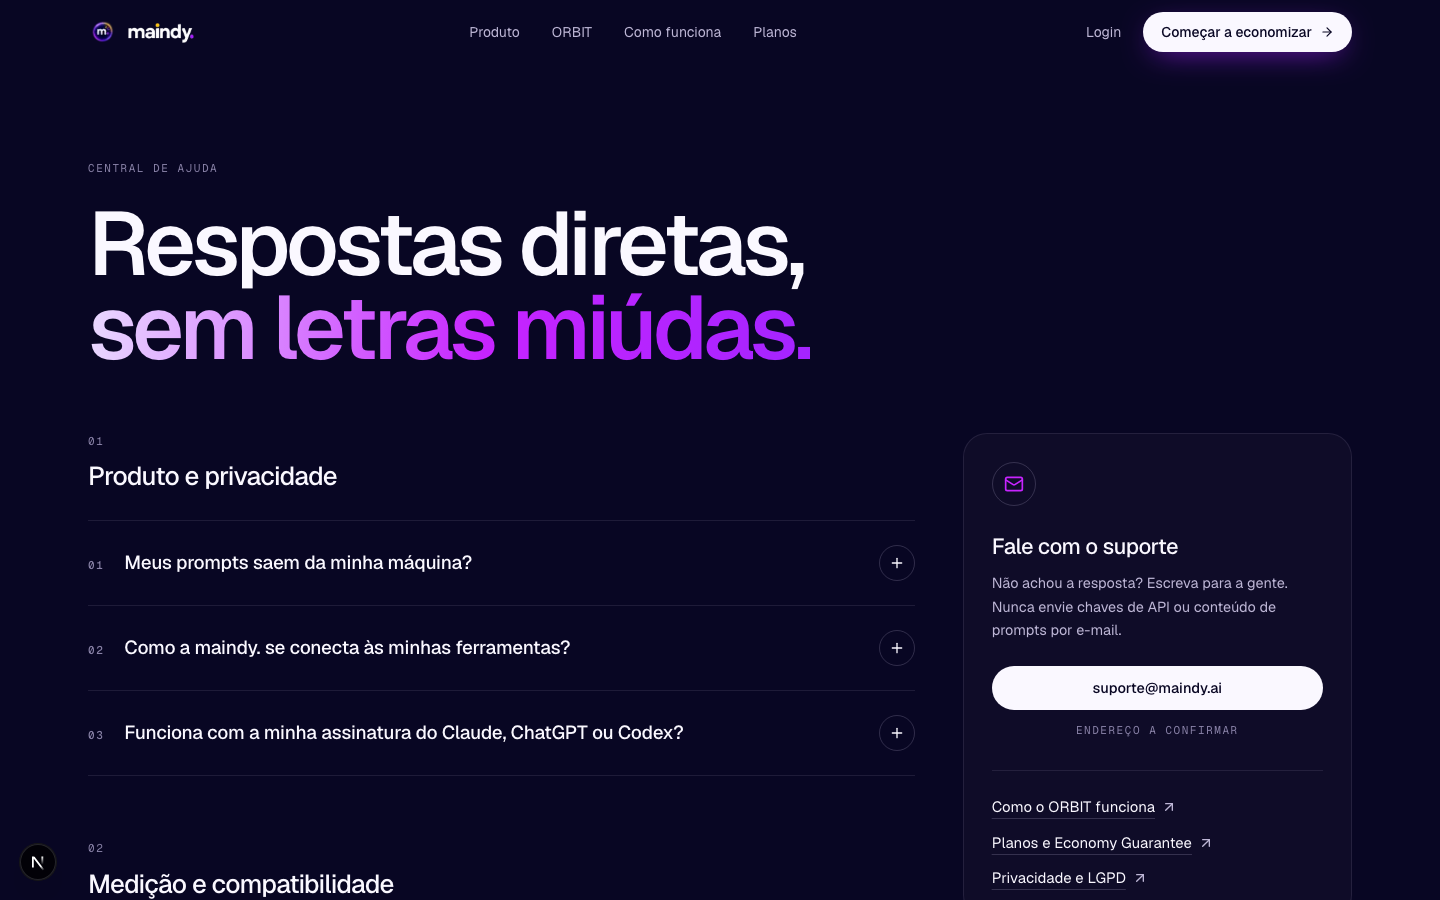 maindy.
Produto
ORBIT
Como funciona
Planos
Login
Começar a economizar
CENTRAL DE AJUDA
Respostas diretas,
sem letras miúdas.
01
Produto e privacidade
01 Meus prompts saem da minha máquina?
02 Como a maindy. se conecta às minhas ferramentas?
03 Funciona com a minha assinatura do Claude, ChatGPT ou Codex?
02
Medição e compatibilidade
Fale com o suporte
Não achou a resposta? Escreva para a gente.
Nunca envie chaves de API ou conteúdo de
prompts por e-mail.
suporte@maindy.ai
ENDEREÇO A CONFIRMAR
Como o ORBIT funciona
Planos e Economy Guarantee
Privacidade e LGPD